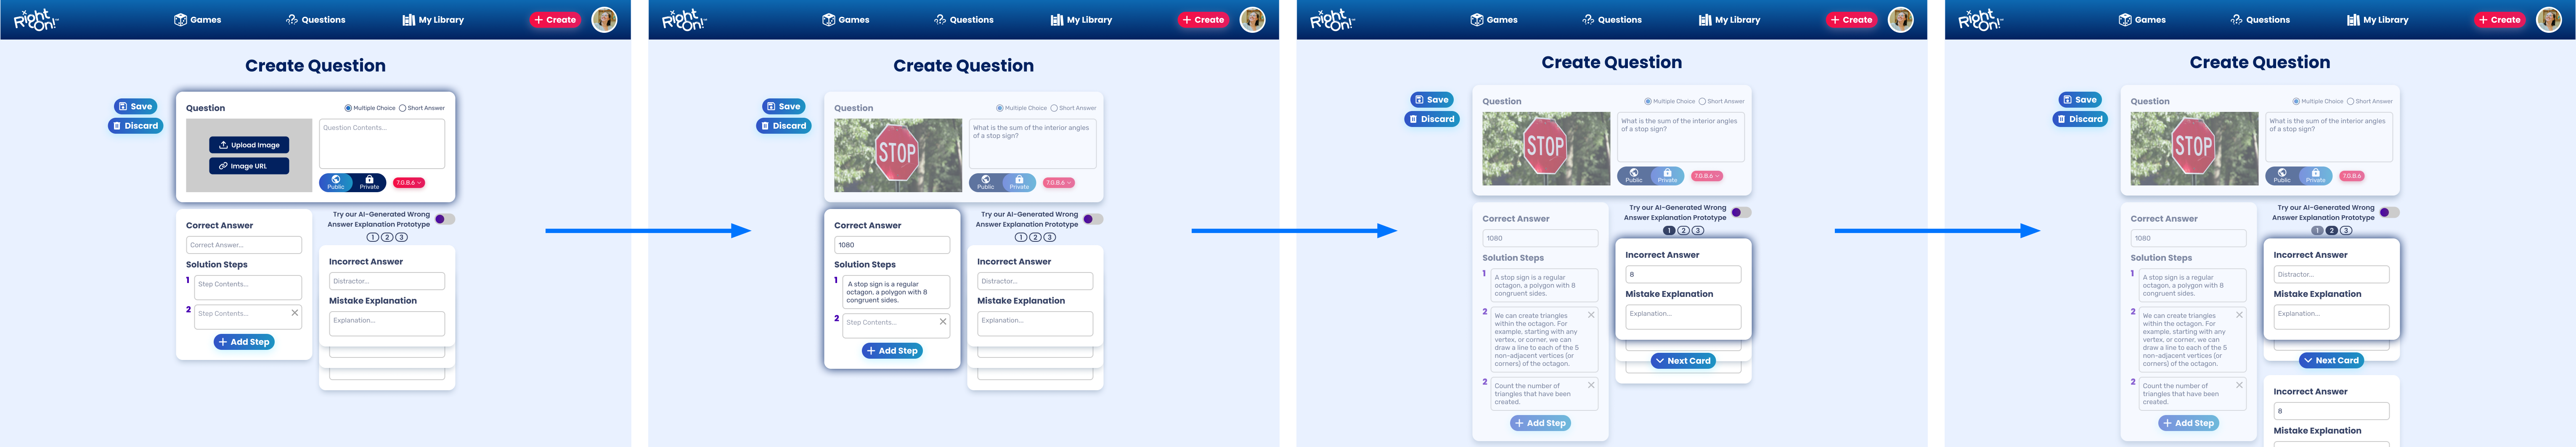 Right On!™
Games
Questions
My Library
+ Create
Create Question
Save
Discard
Question
Multiple Choice
Short Answer
Upload Image
Image URL
Question Contents...
Public
Private
7.G.B.6
Correct Answer
Correct Answer...
Solution Steps
1
Step Contents...
2
Step Contents...
+ Add Step
Try our AI-Generated Wrong
Answer Explanation Prototype
1 2 3
Incorrect Answer
Distractor...
Mistake Explanation
Explanation...
Right On!™
Games
Questions
My Library
+ Create
Create Question
Save
Discard
Question
Multiple Choice
Short Answer
STOP
What is the sum of the interior angles
of a stop sign?
Public
Private
7.G.B.6
Correct Answer
1080
Solution Steps
1
A stop sign is a regular
octagon, a polygon with 8
congruent sides.
2
Step Contents...
+ Add Step
Try our AI-Generated Wrong
Answer Explanation Prototype
1 2 3
Incorrect Answer
Distractor...
Mistake Explanation
Explanation...
Right On!™
Games
Questions
My Library
+ Create
Create Question
Save
Discard
Question
Multiple Choice
Short Answer
STOP
What is the sum of the interior angles
of a stop sign?
Public
Private
7.G.B.6
Correct Answer
1080
Solution Steps
1
A stop sign is a regular
octagon, a polygon with 8
congruent sides.
2
We can create triangles
within the octagon. For
example, starting with any
vertex, or corner, we can
draw a line to each of the 5
non-adjacent vertices (or
corners) of the octagon.
2
Count the number of
triangles that have been
created.
+ Add Step
Try our AI-Generated Wrong
Answer Explanation Prototype
1 2 3
Incorrect Answer
8
Mistake Explanation
Explanation...
Next Card
Right On!™
Games
Questions
My Library
+ Create
Create Question
Save
Discard
Question
Multiple Choice
Short Answer
STOP
What is the sum of the interior angles
of a stop sign?
Public
Private
7.G.B.6
Correct Answer
1080
Solution Steps
1
A stop sign is a regular
octagon, a polygon with 8
congruent sides.
2
We can create triangles
within the octagon. For
example, starting with any
vertex, or corner, we can
draw a line to each of the 5
non-adjacent vertices (or
corners) of the octagon.
2
Count the number of
triangles that have been
created.
+ Add Step
Try our AI-Generated Wrong
Answer Explanation Prototype
1 2 3
Incorrect Answer
Distractor...
Mistake Explanation
Explanation...
Next Card
Incorrect Answer
8
Mistake Explanation